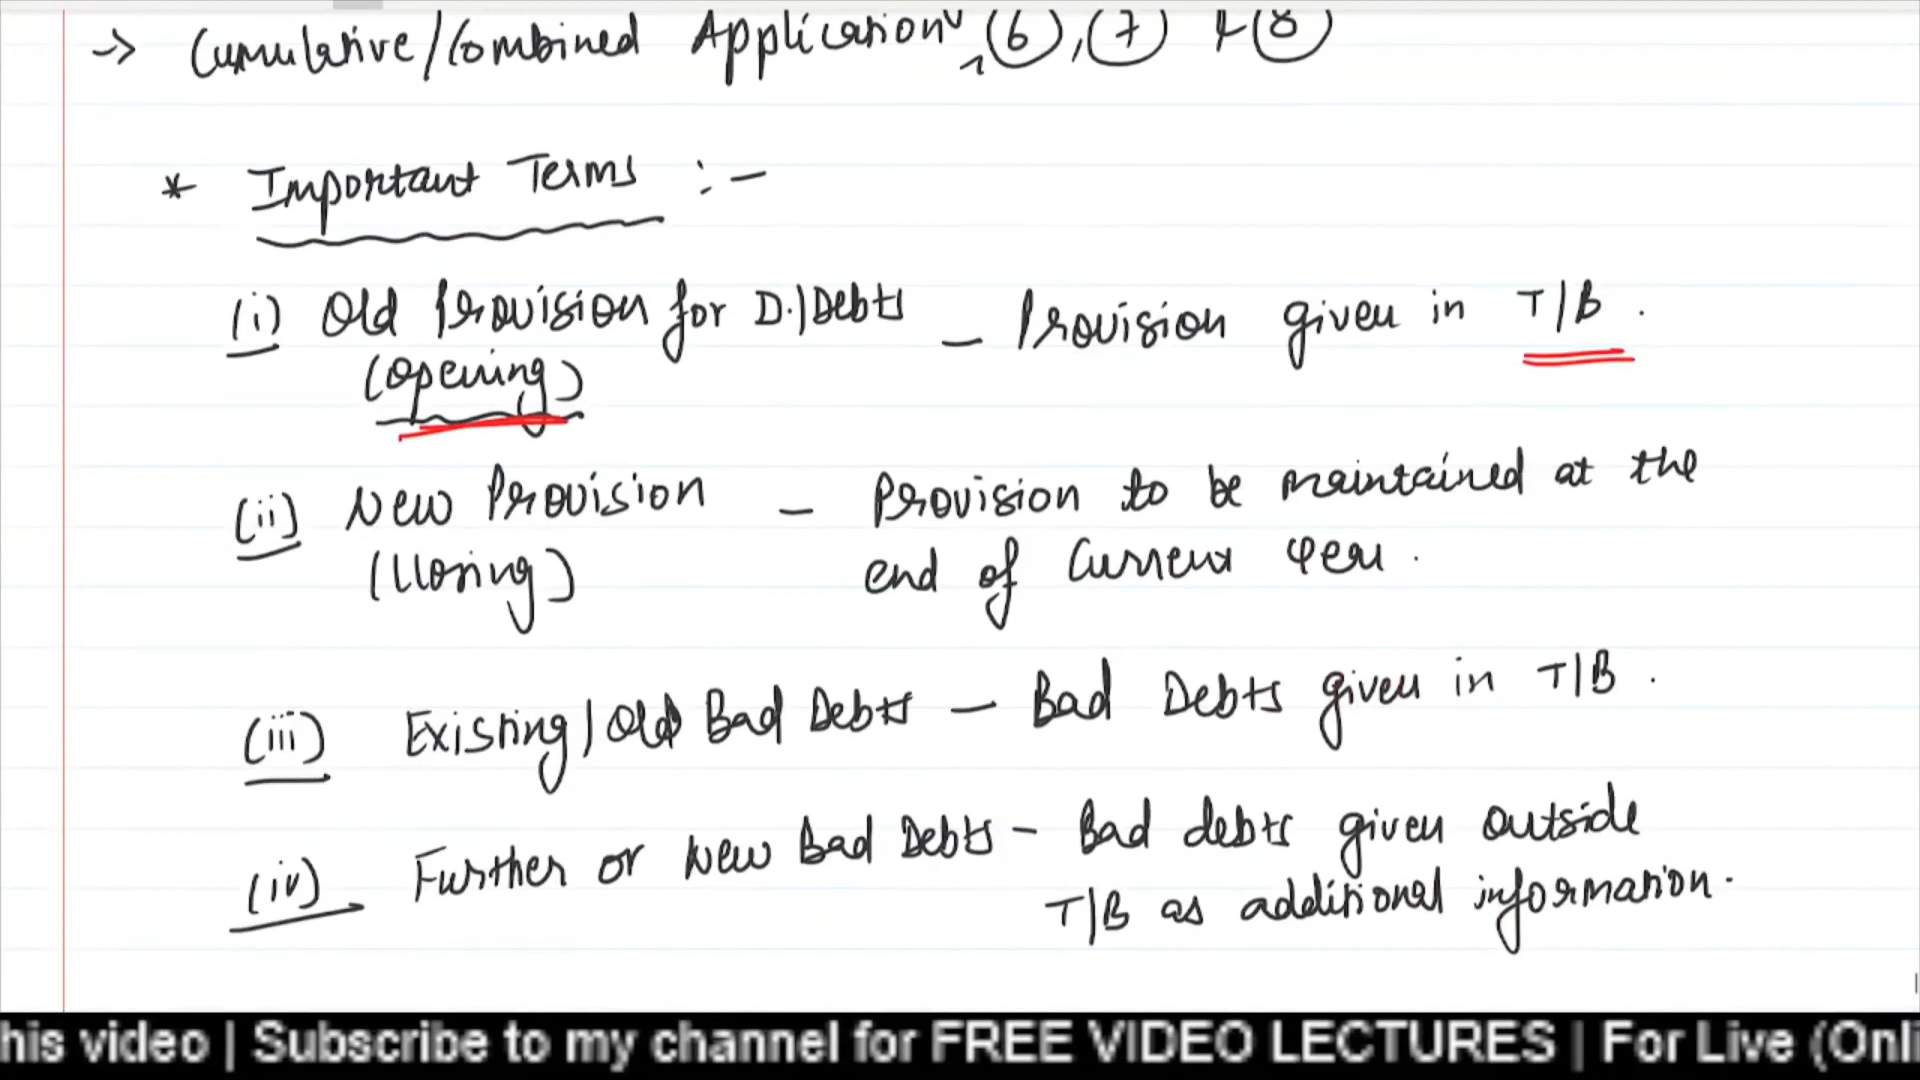 -> Cumulative/Combined Application (6), (7) & (8)
* Important Terms :-
(i) Old Provision for D./Debts – Provision given in T/B.
(Opening)
(ii) New Provision – Provision to be maintained at the
(Closing) end of Current Year.
(iii) Existing/Old Bad Debts – Bad Debts given in T/B.
(iv) Further or New Bad Debts – Bad debts given outside
T/B as additional information.
his video | Subscribe to my channel for FREE VIDEO LECTURES | For Live (Onli